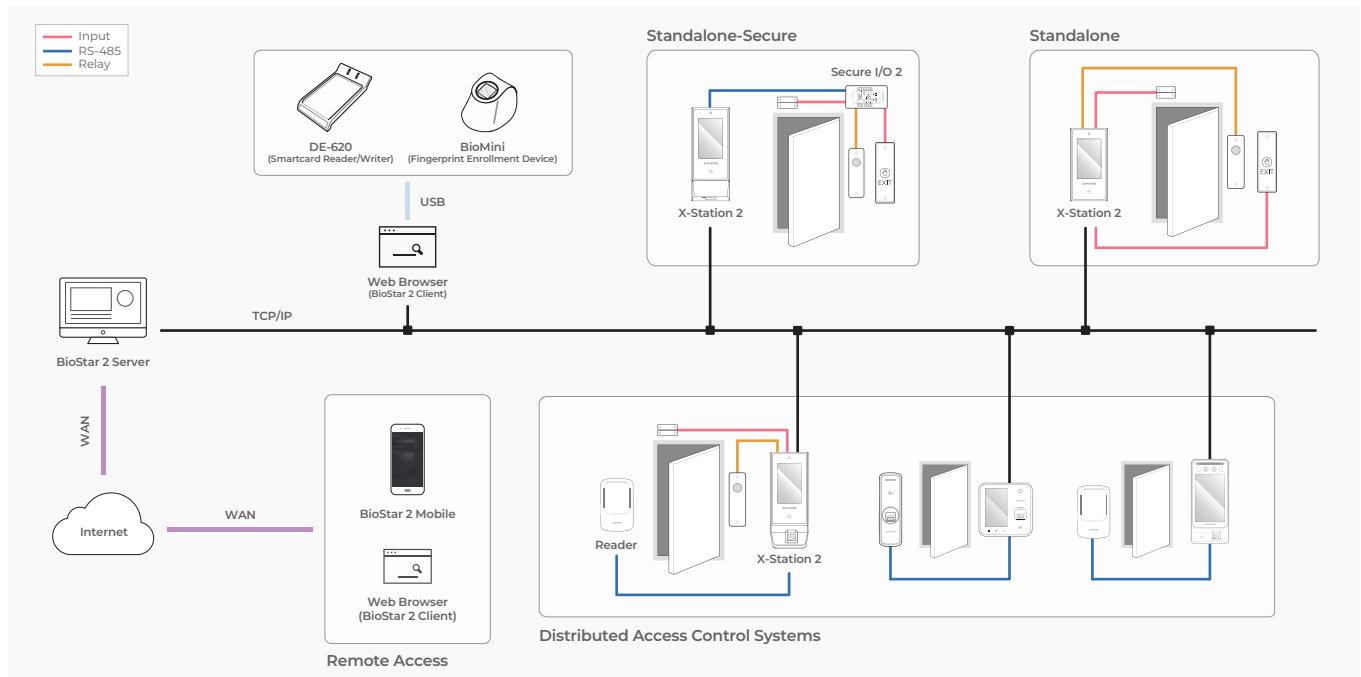 Input
RS-485
Relay
DE-620
(Smartcard Reader/Writer)
BioMini
(Fingerprint Enrollment Device)
USB
Web Browser
(BioStar 2 Client)
Standalone-Secure
Secure I/O 2
EXIT
X-Station 2
Standalone
EXIT
X-Station 2
TCP/IP
BioStar 2 Server
WAN
Internet
WAN
BioStar 2 Mobile
Web Browser
(BioStar 2 Client)
Remote Access
Reader
X-Station 2
Distributed Access Control Systems